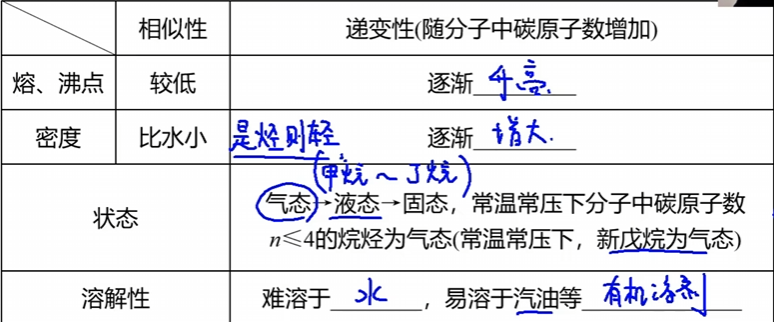 相似性 递变性(随分子中碳原子数增加)
熔、沸点 较低 逐渐升高.
密度 比水小 是烃则轻 逐渐增大.
(甲烷～丁烷)
状态 气态→液态→固态，常温常压下分子中碳原子数
n≤4的烷烃为气态(常温常压下，新戊烷为气态)
溶解性 难溶于水，易溶于汽油等有机溶剂